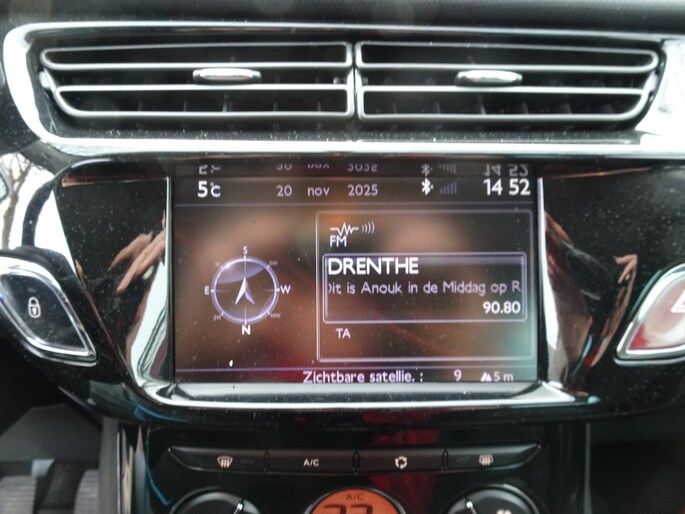 5°C 20 nov 2025 14 52
S
E W
N
FM
DRENTHE
Dit is Anouk in de Middag op R
90.80
TA
Zichtbare satellie. : 9 5 m
A/C
A/C